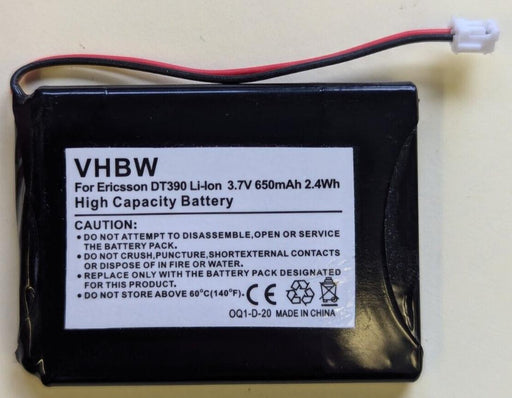 VHBW
For Ericsson DT390 Li-Ion 3.7V 650mAh 2.4Wh
High Capacity Battery
CAUTION:
• DO NOT ATTEMPT TO DISASSEMBLE,OPEN OR SERVICE
THE BATTERY PACK.
• DO NOT CRUSH,PUNCTURE,SHORTEXTERNAL CONTACTS
OR DISPOSE OF IN FIRE OR WATER.
• REPLACE ONLY WITH THE BATTERY PACK DESIGNATED
FOR THIS PRODUCT.
• DO NOT STORE ABOVE 60°C(140°F).
CE
OQ1-D-20 MADE IN CHINA